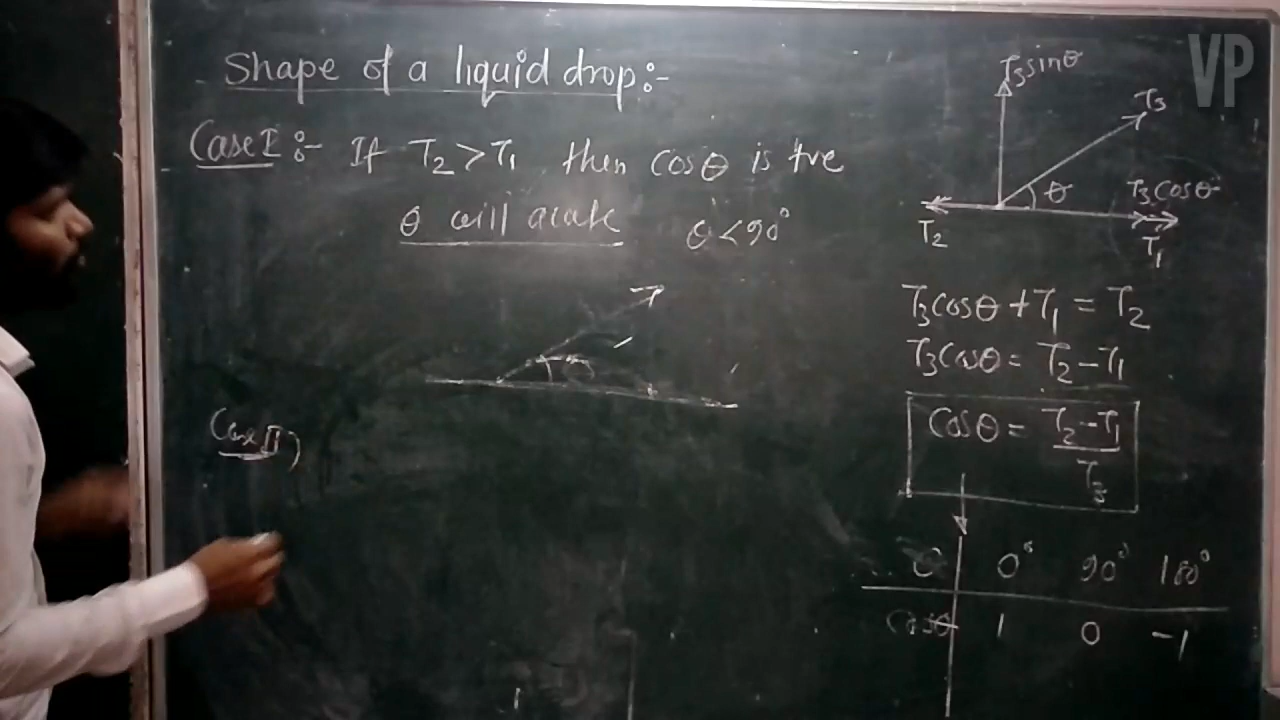 Shape of a liquid drop:-
Case I :- If T₂ > T₁ then Cosθ is +ve
θ will acute θ < 90°
Case II)
T₃sinθ
T₃
θ
T₃cosθ
T₂
T₁
T₃cosθ + T₁ = T₂
T₃Cosθ = T₂ - T₁
Cosθ = T₂ - T₁ / T₃
θ 0° 90° 180°
Cosθ 1 0 -1
VP